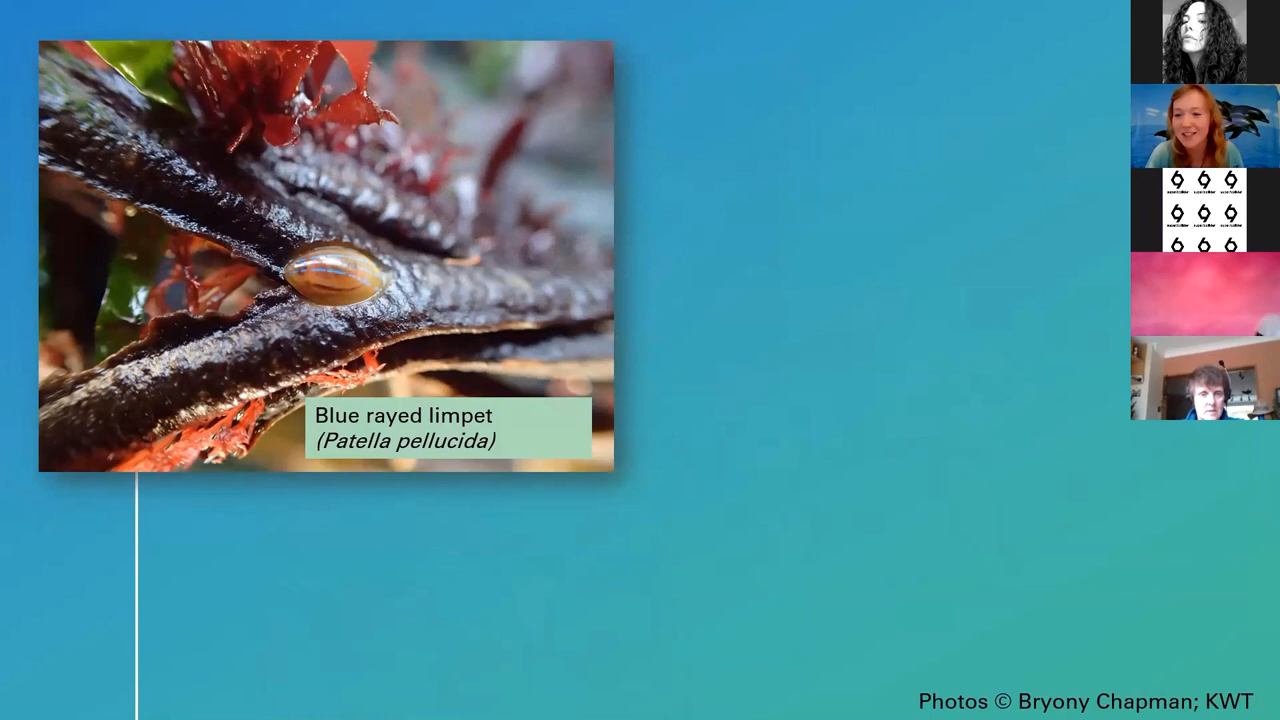 Blue rayed limpet
(Patella pellucida)
Photos © Bryony Chapman; KWT